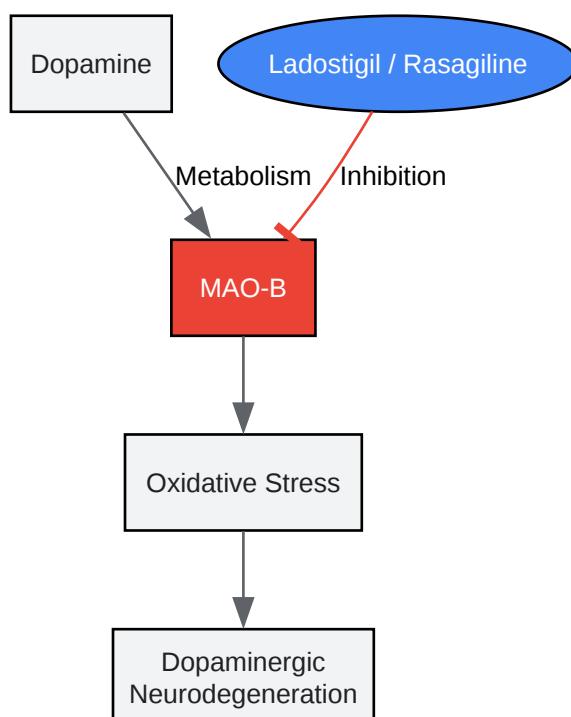 Dopamine
Ladostigil / Rasagiline
Metabolism
Inhibition
MAO-B
Oxidative Stress
Dopaminergic
Neurodegeneration